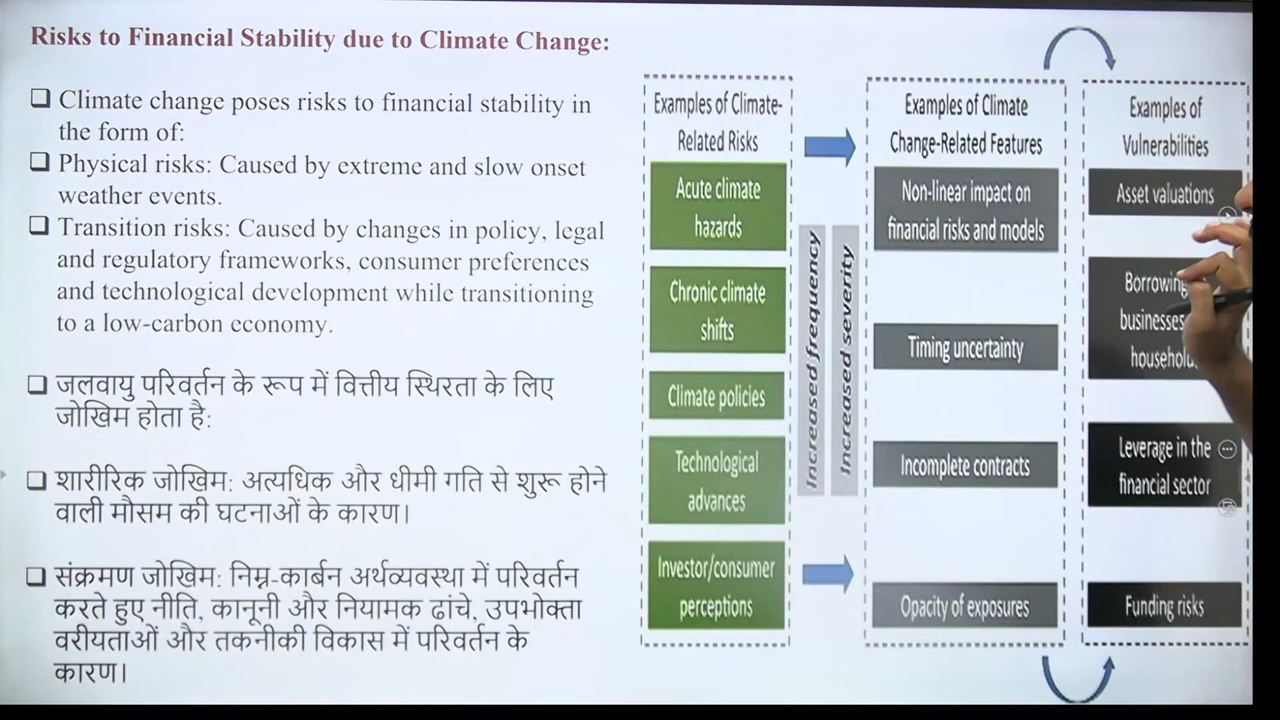 Risks to Financial Stability due to Climate Change:
❑ Climate change poses risks to financial stability in
the form of:
❑ Physical risks: Caused by extreme and slow onset
weather events.
❑ Transition risks: Caused by changes in policy, legal
and regulatory frameworks, consumer preferences
and technological development while transitioning
to a low-carbon economy.
❑ जलवायु परिवर्तन के रूप में वित्तीय स्थिरता के लिए
जोखिम होता है:
❑ शारीरिक जोखिम: अत्यधिक और धीमी गति से शुरू होने
वाली मौसम की घटनाओं के कारण।
❑ संक्रमण जोखिम: निम्न-कार्बन अर्थव्यवस्था में परिवर्तन
करते हुए नीति, कानूनी और नियामक ढांचे, उपभोक्ता
वरीयताओं और तकनीकी विकास में परिवर्तन के
कारण।
Examples of Climate-
Related Risks
Acute climate
hazards
Chronic climate
shifts
Climate policies
Technological
advances
Investor/consumer
perceptions
Increased frequency
Increased severity
Examples of Climate
Change-Related Features
Non-linear impact on
financial risks and models
Timing uncertainty
Incomplete contracts
Opacity of exposures
Examples of
Vulnerabilities
Asset valuations
businesses
Leverage in the
financial sector
Funding risks